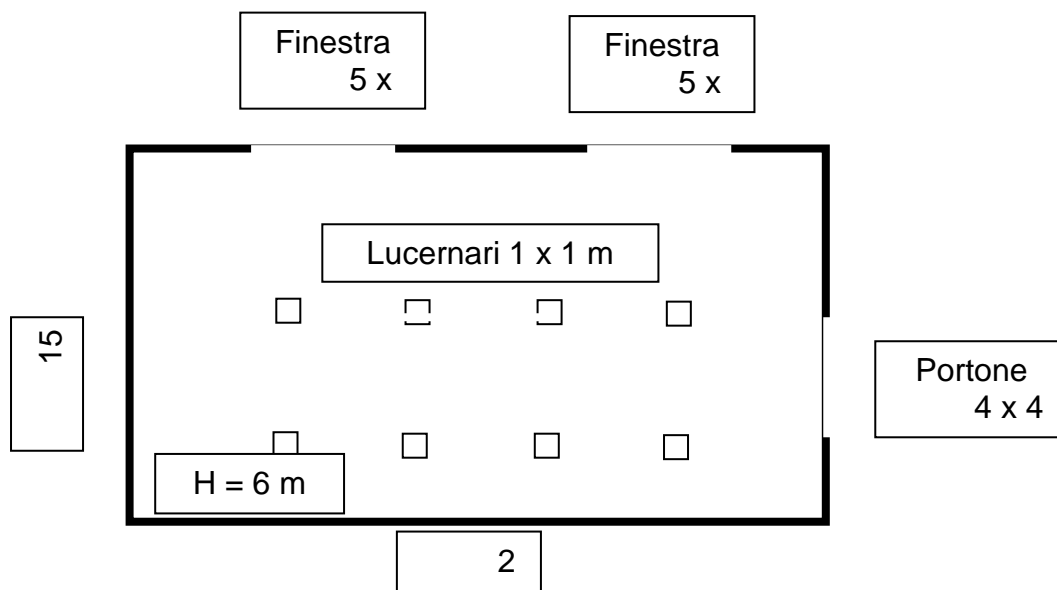 Finestra
5 x
Finestra
5 x
Lucernari 1 x 1 m
15
Portone
4 x 4
H = 6 m
2